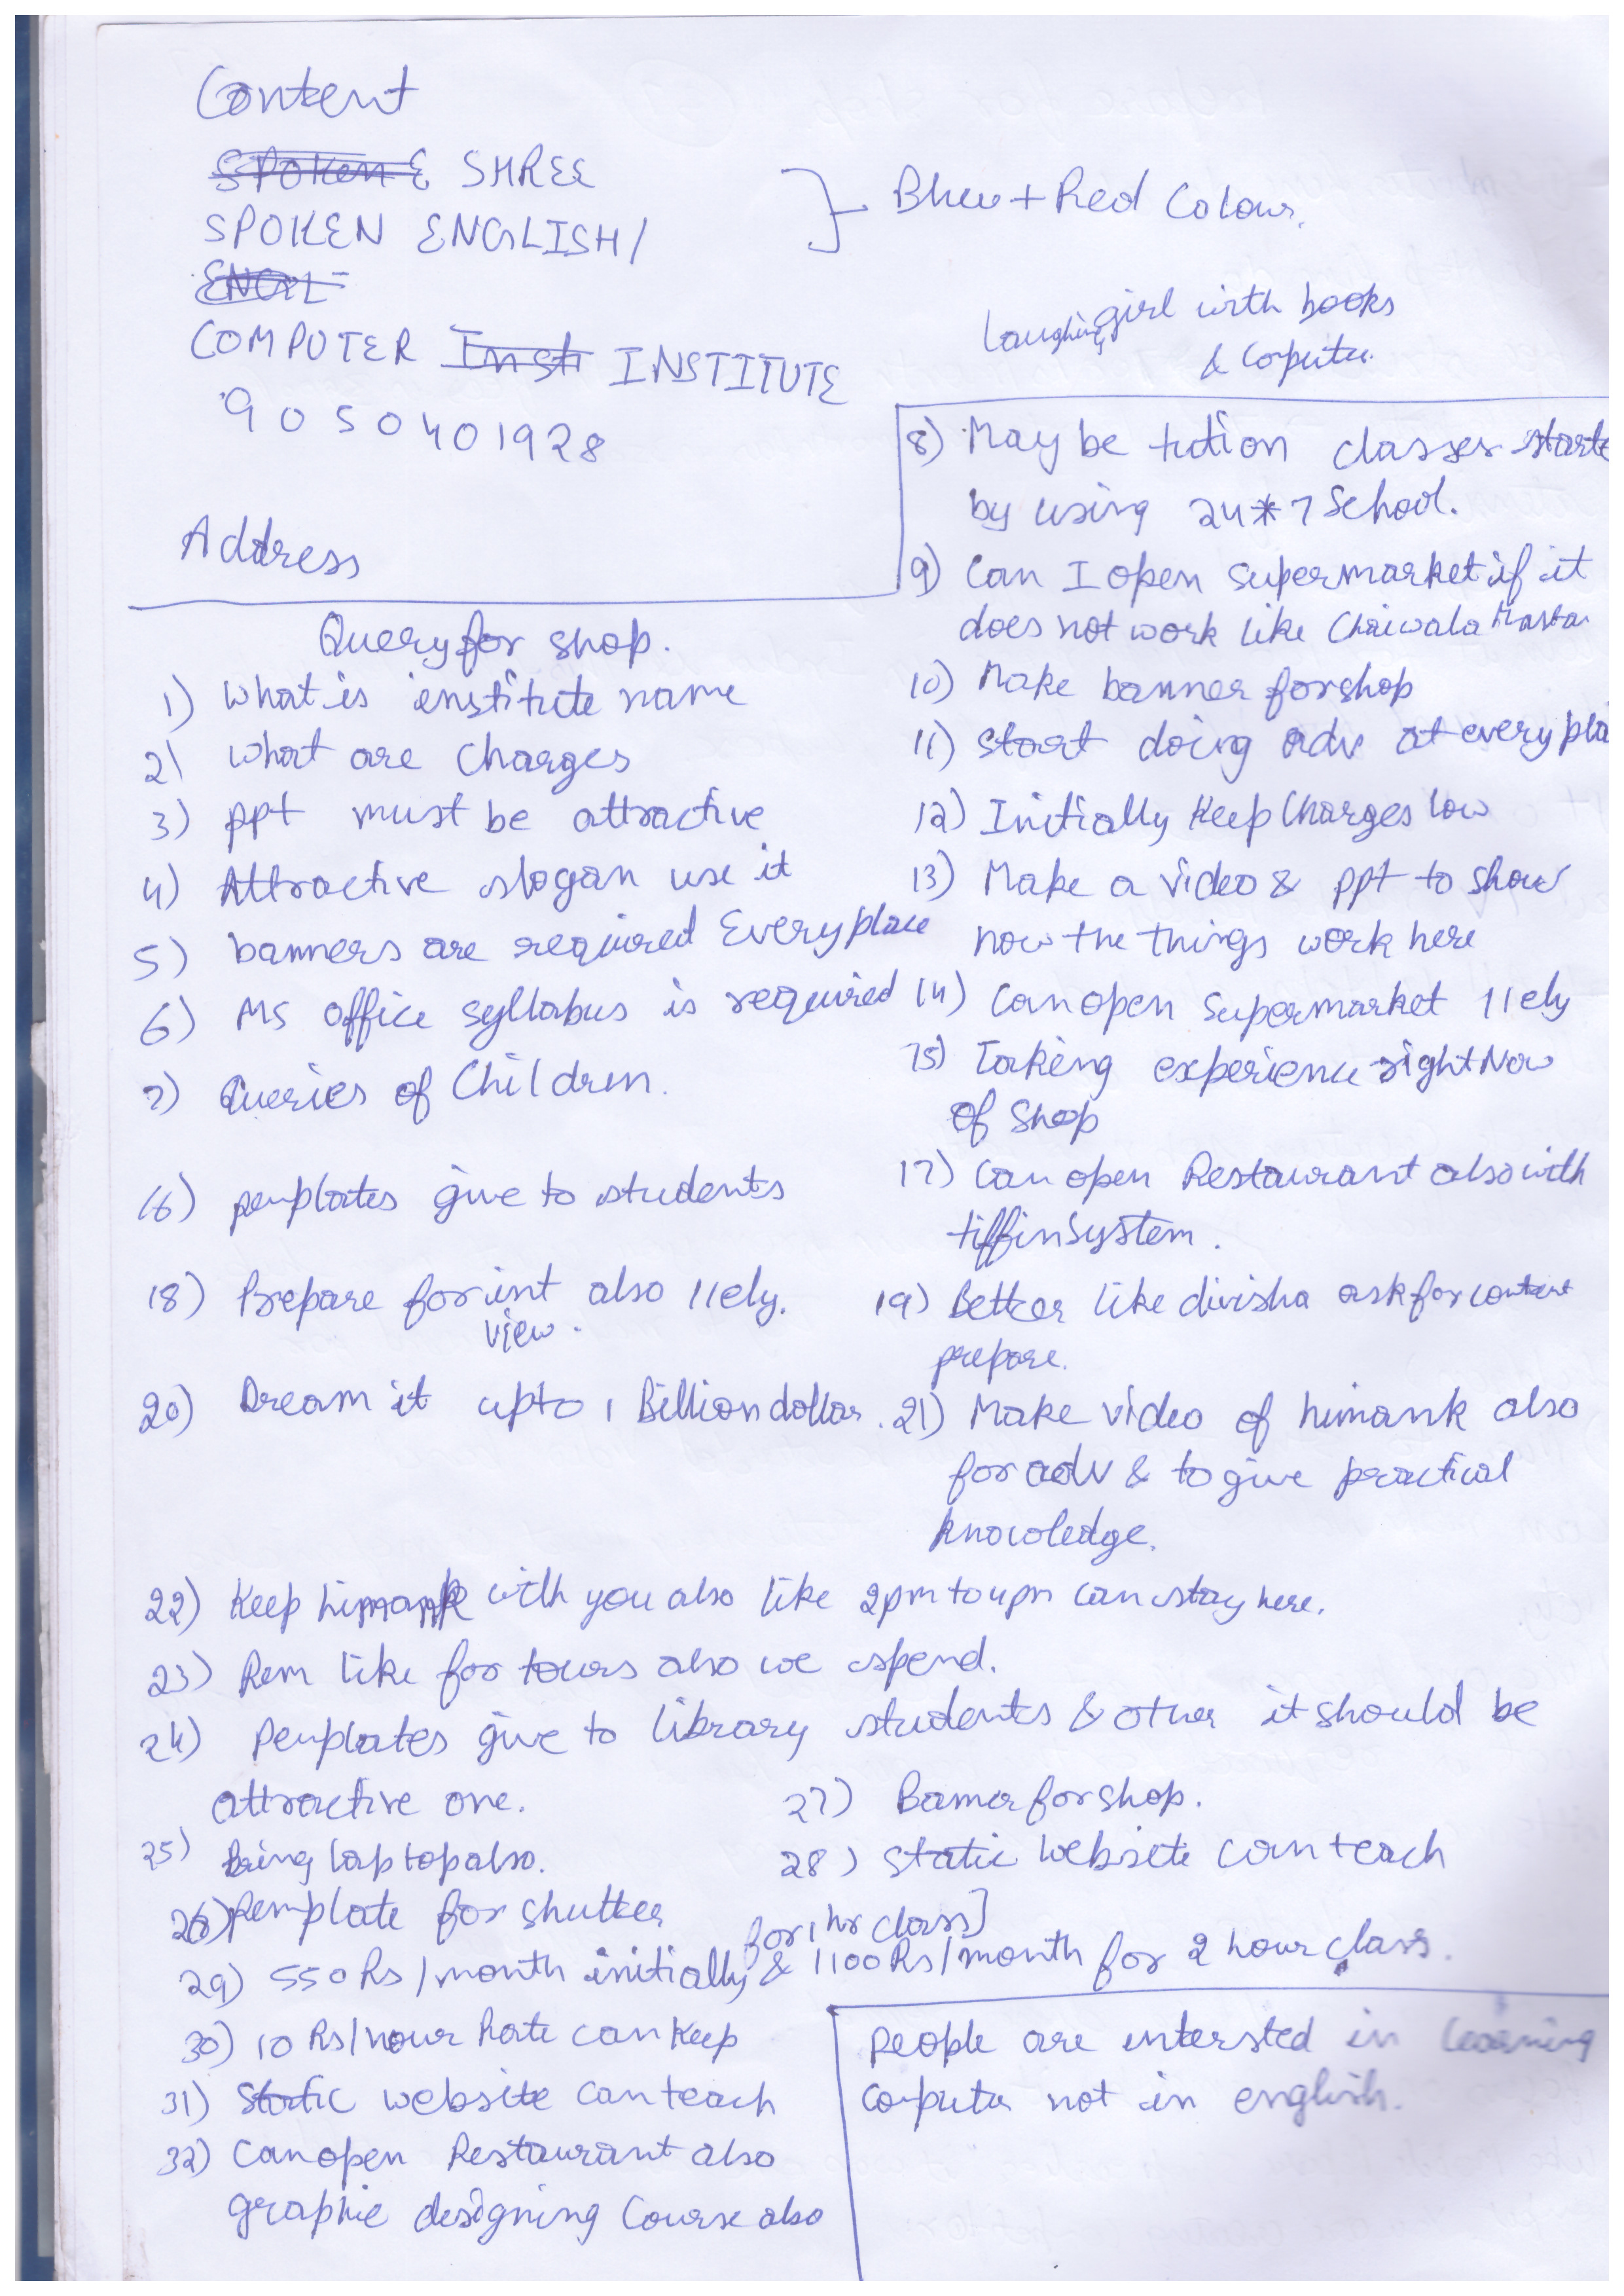 Content
SHREE
SPOKEN ENGLISH/
COMPUTER INSTITUTE
9050401928
Address
Bleu + Red Colour.
Laughing girl with books
& Coputer.
Query for shop.
1) What is institute name
2) What are Charges
3) ppt must be attractive
4) Attractive slogan use it
5) banners are required Everyplace
6) MS office syllabus is required
7) Queries of Children.
8) May be tution classes starte
by using 24*7 School.
9) Can I open supermarket if it
does not work like Chaiwala
10) Make banner for shop
11) start doing adv at every pla
12) Initially Keep Charges low
13) Make a video & ppt to show
how the things work here
14) Can open Supermarket 11ely
15) Taking experience right Now
of Shop
16) pemplates give to students
17) Can open Restaurant also with
tiffin system.
18) Prepare for int also 11ely.
view.
19) Better like divisha ask for content
prepare.
20) Dream it upto 1 Billion dollar.
21) Make video of himank also
for adv & to give practical
knowledge.
22) Keep himank with you also like 2pm to 4pm can stay here.
23) Rem like for tours also we spend.
24) Pemplates give to library students & other it should be
attractive one.
25) Bring laptop also.
26) Pemplate for shutter
27) Banner for shop.
28) Static Website can teach
for 1 hr class]
29) 550 Rs/month initially & 1100 Rs/month for 2 hour class.
30) 10 Rs/hour Rate can Keep
31) Static website can teach
32) Can open Restaurant also
graphic designing Course also
People are intersted in learning
Coputer not in english.